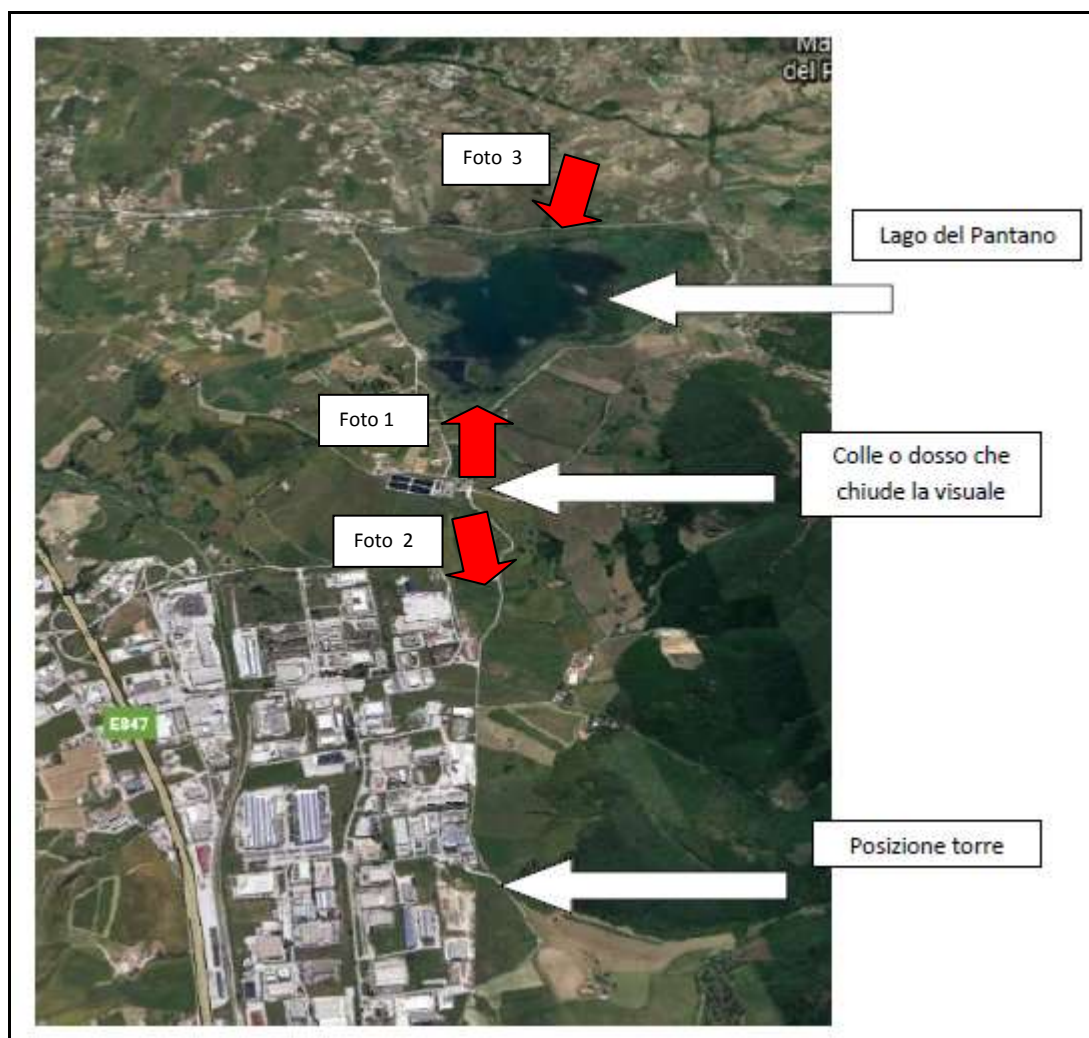 Foto 3
Lago del Pantano
Foto 1
Colle o dosso che
chiude la visuale
Foto 2
E847
Posizione torre